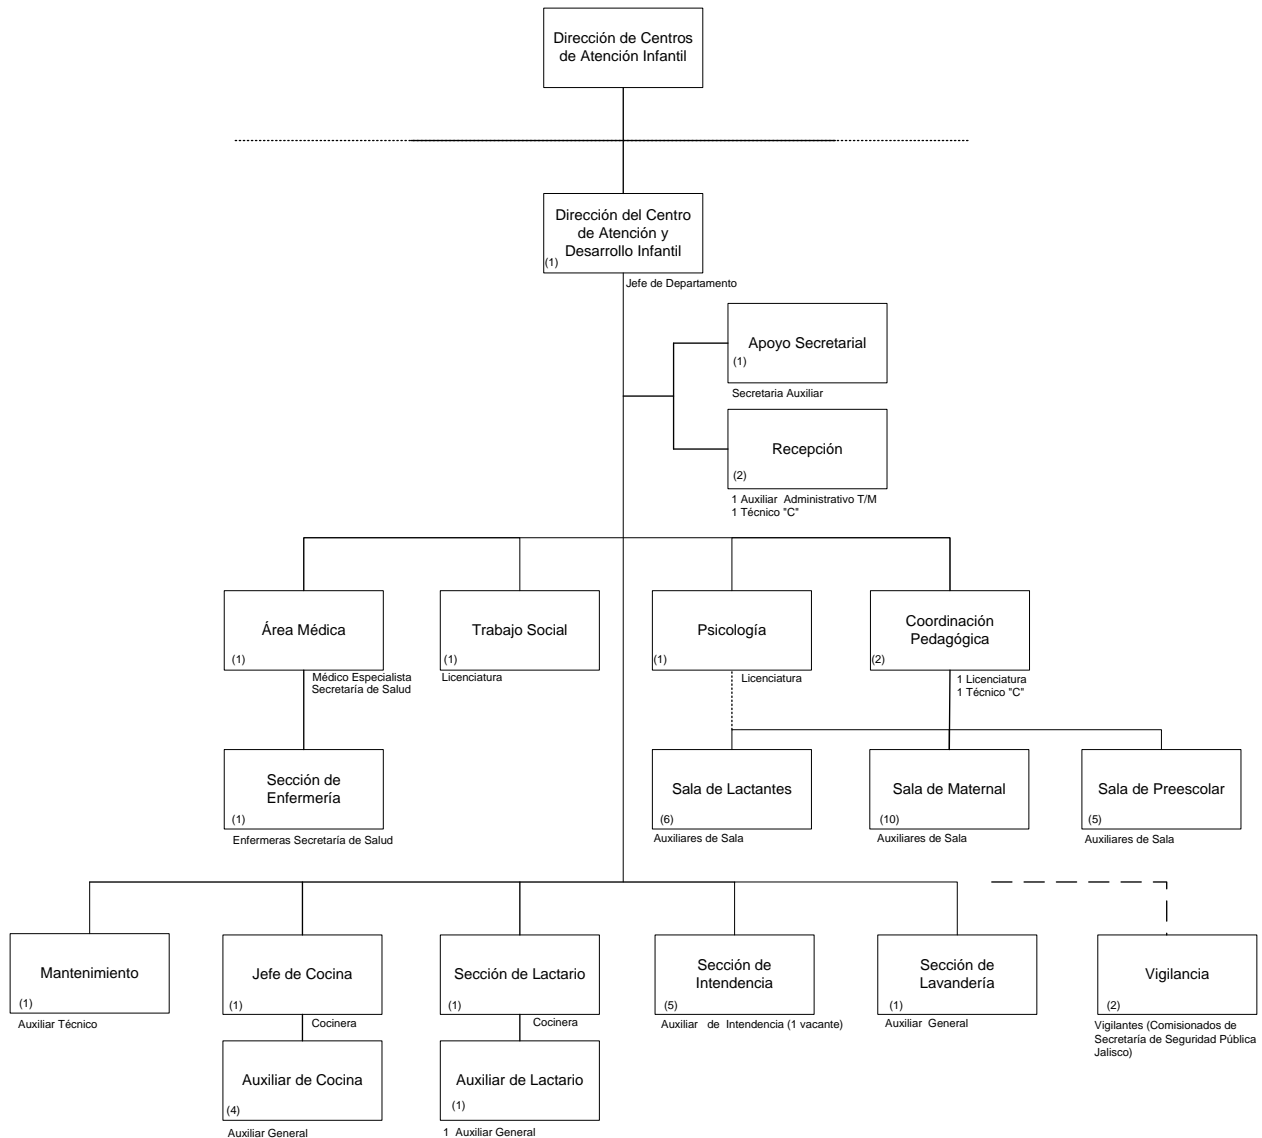 Dirección de Centros
de Atención Infantil
Dirección del Centro
de Atención y
Desarrollo Infantil
(1)
Jefe de Departamento
Apoyo Secretarial
(1)
Secretaria Auxiliar
Recepción
(2)
1 Auxiliar Administrativo T/M
1 Técnico "C"
Área Médica
(1)
Médico Especialista
Secretaría de Salud
Trabajo Social
(1)
Licenciatura
Psicología
(1)
Licenciatura
Coordinación
Pedagógica
(2)
1 Licenciatura
1 Técnico "C"
Sección de
Enfermería
(1)
Enfermeras Secretaría de Salud
Sala de Lactantes
(6)
Auxiliares de Sala
Sala de Maternal
(10)
Auxiliares de Sala
Sala de Preescolar
(5)
Auxiliares de Sala
Mantenimiento
(1)
Auxiliar Técnico
Jefe de Cocina
(1)
Cocinera
Sección de Lactario
(1)
Cocinera
Sección de
Intendencia
(5)
Auxiliar de Intendencia (1 vacante)
Sección de
Lavandería
(1)
Auxiliar General
Vigilancia
(2)
Vigilantes (Comisionados de
Secretaría de Seguridad Pública
Jalisco)
Auxiliar de Cocina
(4)
Auxiliar General
Auxiliar de Lactario
(1)
1 Auxiliar General